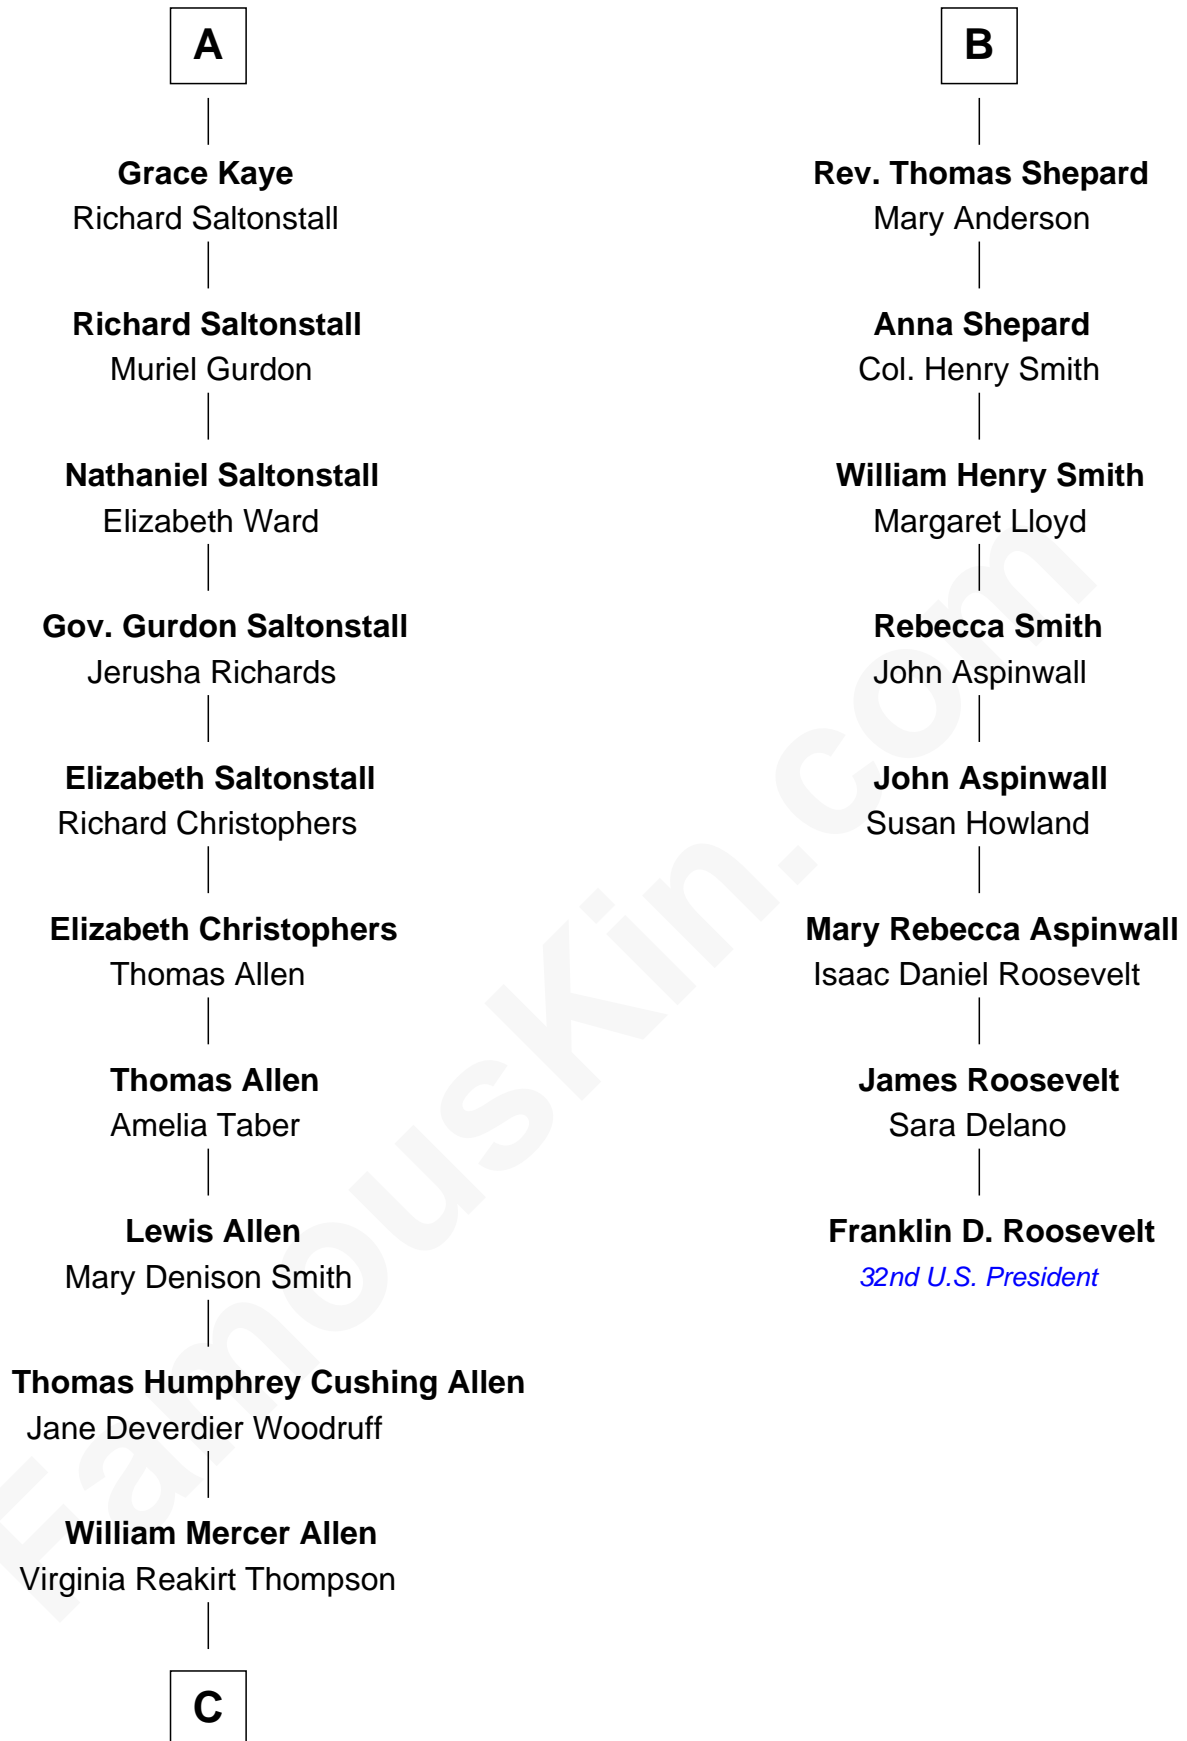 A
Grace Kaye
Richard Saltonstall
Richard Saltonstall
Muriel Gurdon
Nathaniel Saltonstall
Elizabeth Ward
Gov. Gurdon Saltonstall
Jerusha Richards
Elizabeth Saltonstall
Richard Christophers
Elizabeth Christophers
Thomas Allen
Thomas Allen
Amelia Taber
Lewis Allen
Mary Denison Smith
Thomas Humphrey Cushing Allen
Jane Deverdier Woodruff
William Mercer Allen
Virginia Reakirt Thompson
C
B
Rev. Thomas Shepard
Mary Anderson
Anna Shepard
Col. Henry Smith
William Henry Smith
Margaret Lloyd
Rebecca Smith
John Aspinwall
John Aspinwall
Susan Howland
Mary Rebecca Aspinwall
Isaac Daniel Roosevelt
James Roosevelt
Sara Delano
Franklin D. Roosevelt
32nd U.S. President
FamousKin.com